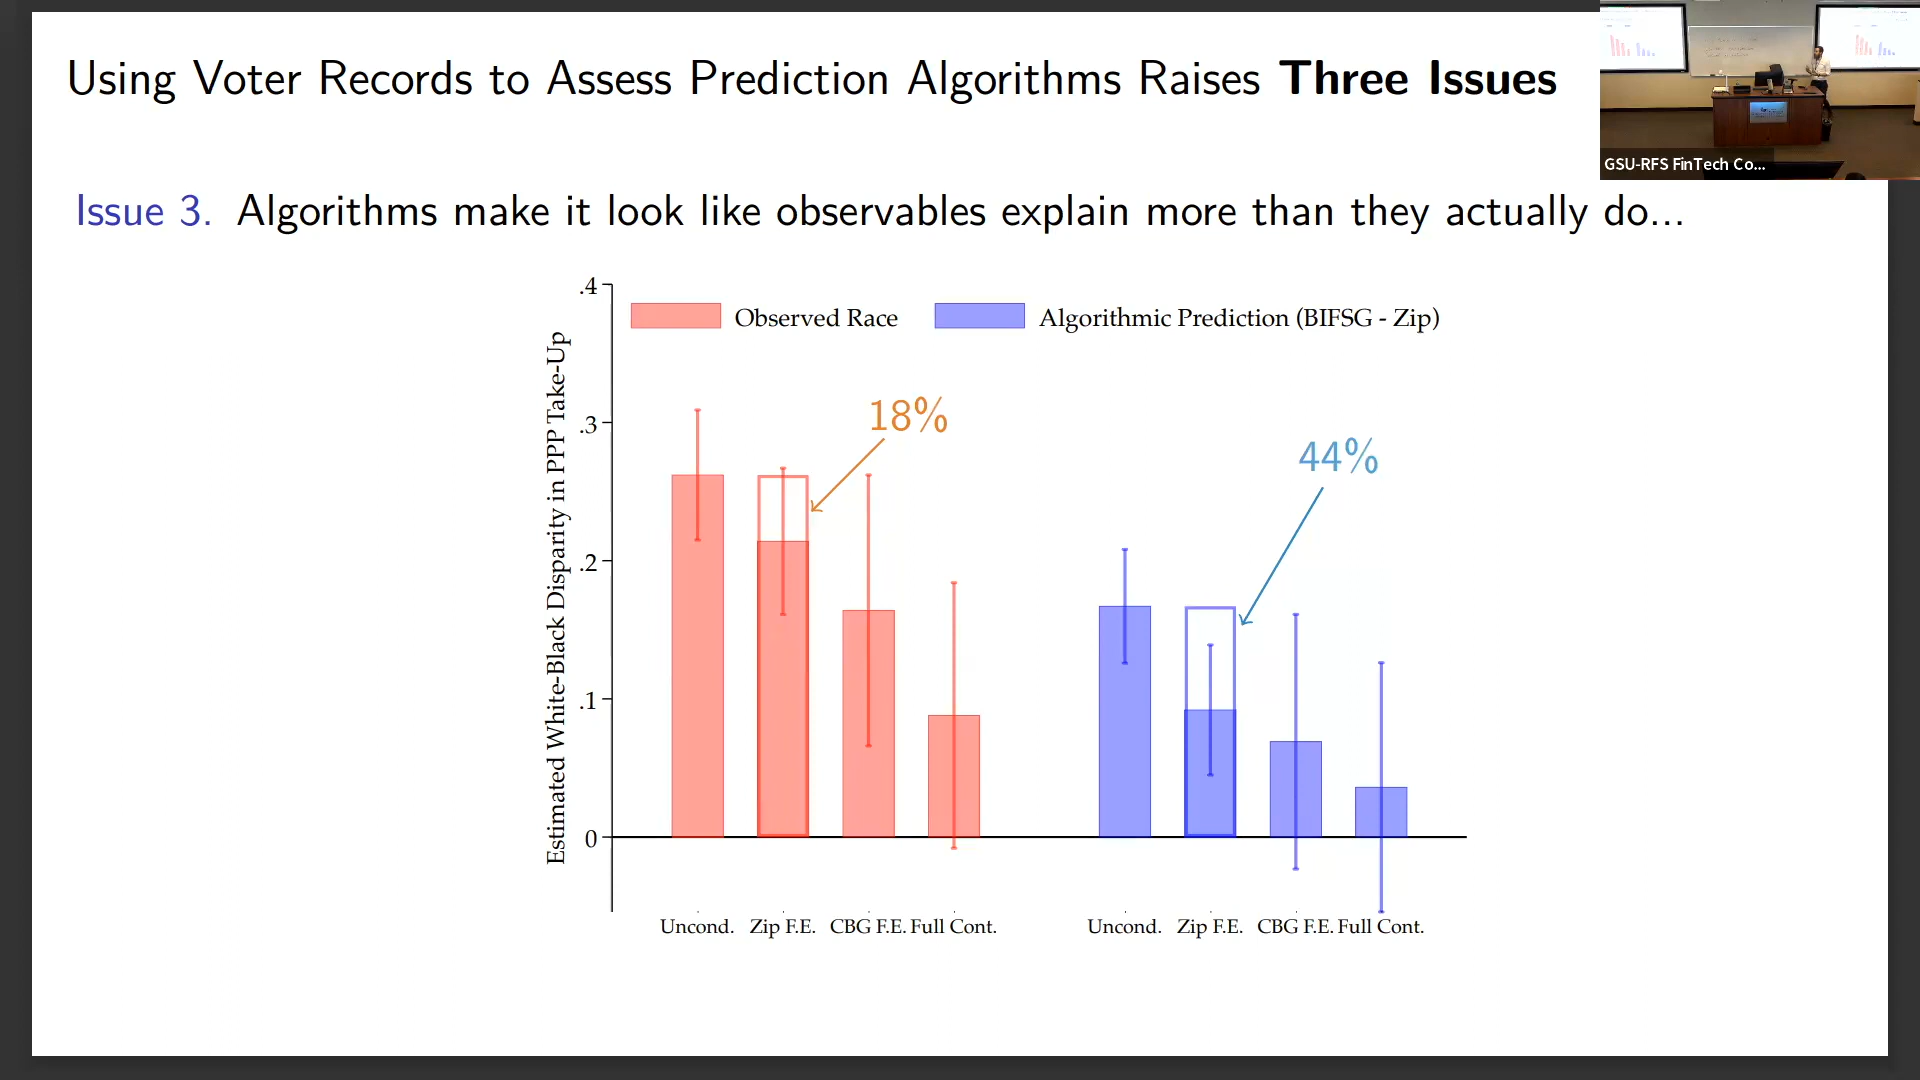 Using Voter Records to Assess Prediction Algorithms Raises Three Issues
GSU-RFS FinTech Co...
Issue 3. Algorithms make it look like observables explain more than they actually do...
Estimated White-Black Disparity in PPP Take-Up
.4
.3
.2
.1
0
Observed Race
Algorithmic Prediction (BIFSG - Zip)
18%
44%
Uncond. Zip F.E. CBG F.E. Full Cont. Uncond. Zip F.E. CBG F.E. Full Cont.